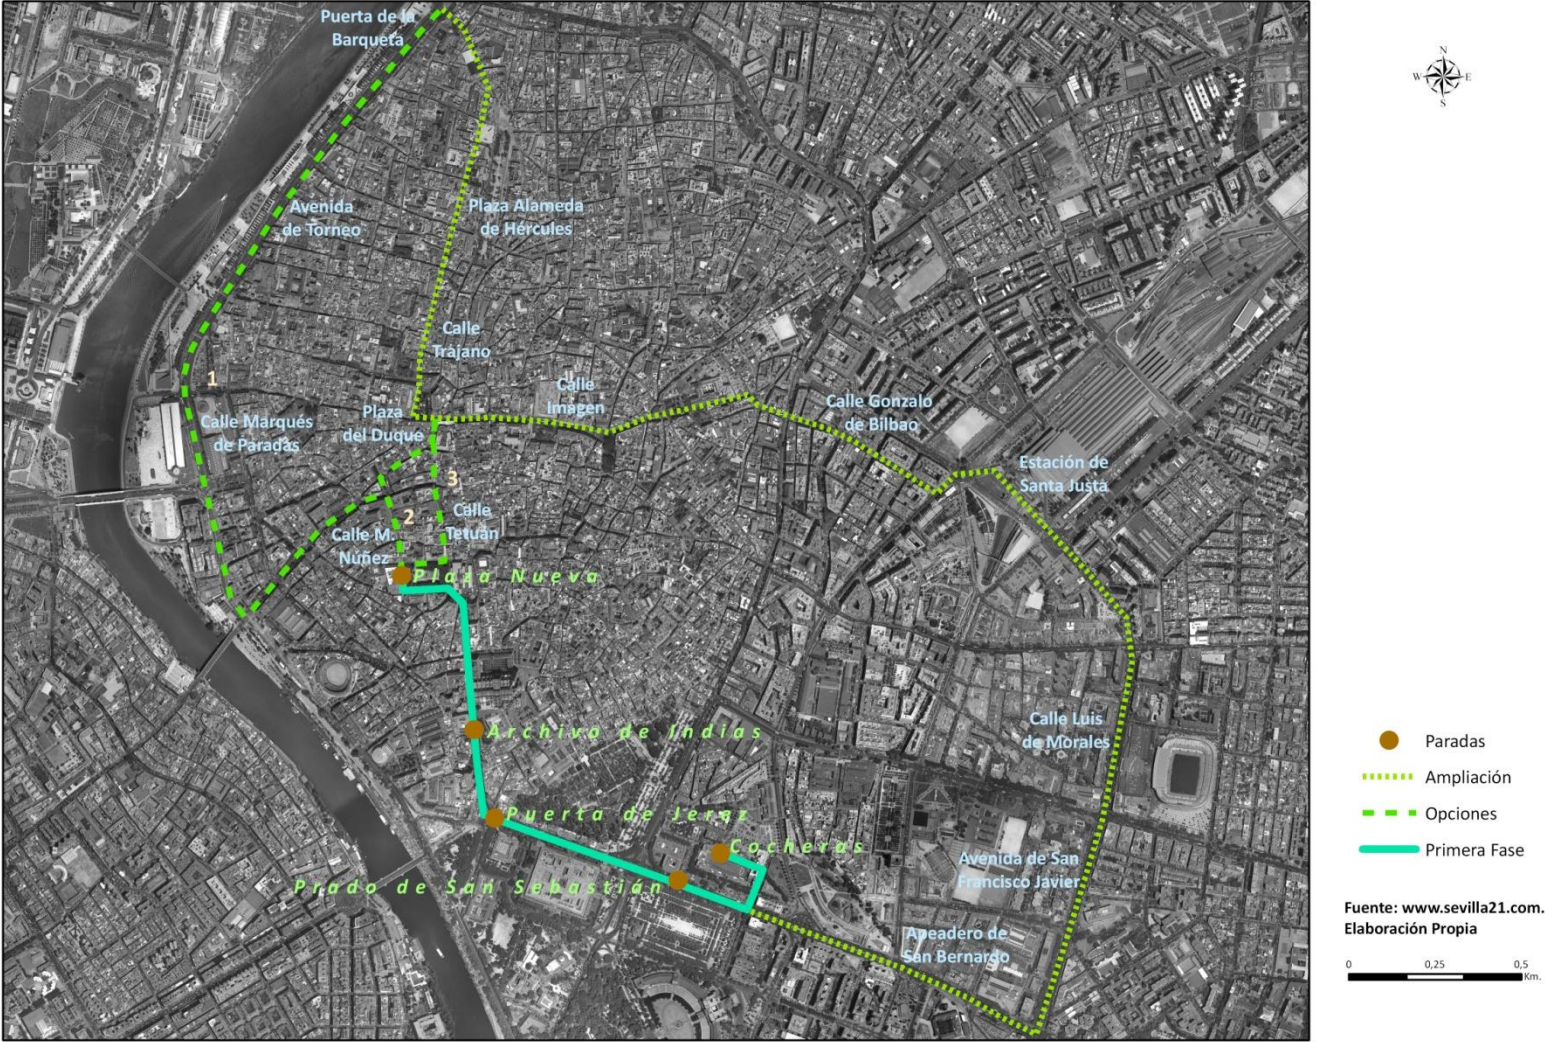 Puerta de la
Barqueta
N
W
E
S
Avenida
de Torneo
Plaza Alameda
de Hércules
Calle
Trajano
1
Calle
Imagen
Calle Gonzalo
de Bilbao
Plaza
del Duque
Calle Marqués
de Paradas
Estación de
Santa Justa
3
2
Calle
Tetuán
Calle M.
Núñez
Plaza Nueva
Calle Luis
de Morales
Archivo de Indias
Puerta de Jerez
Cocheras
Avenida de San
Francisco Javier
Prado de San Sebastián
Apeadero de
San Bernardo
Paradas
Ampliación
Opciones
Primera Fase
Fuente: www.sevilla21.com.
Elaboración Propia
0
0,25
0,5
Km.